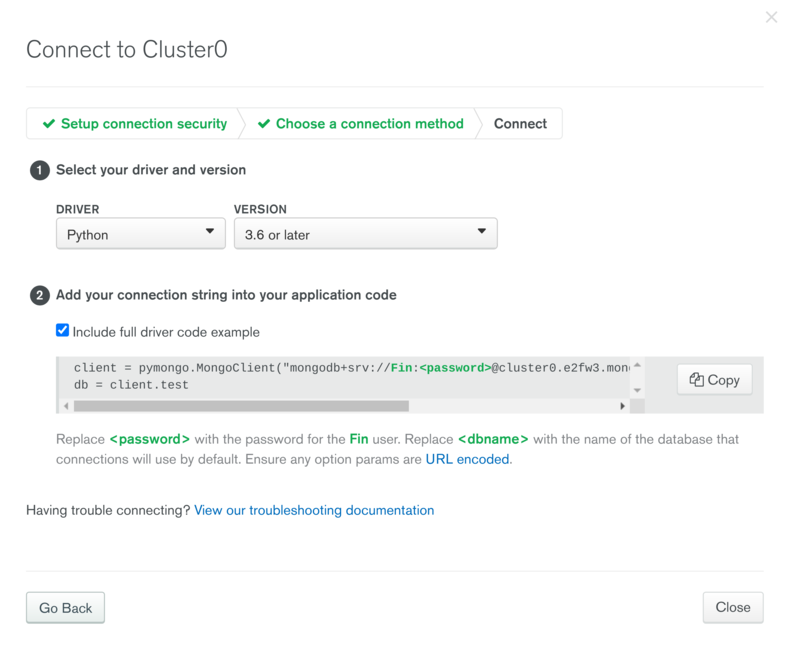 Connect to Cluster0
Setup connection security
Choose a connection method
Connect
1 Select your driver and version
DRIVER
VERSION
Python
3.6 or later
2 Add your connection string into your application code
Include full driver code example
client = pymongo.MongoClient("mongodb+srv://Fin:<password>@cluster0.e2fw3.mon
db = client.test
Copy
Replace <password> with the password for the Fin user. Replace <dbname> with the name of the database that
connections will use by default. Ensure any option params are URL encoded.
Having trouble connecting? View our troubleshooting documentation
Go Back
Close